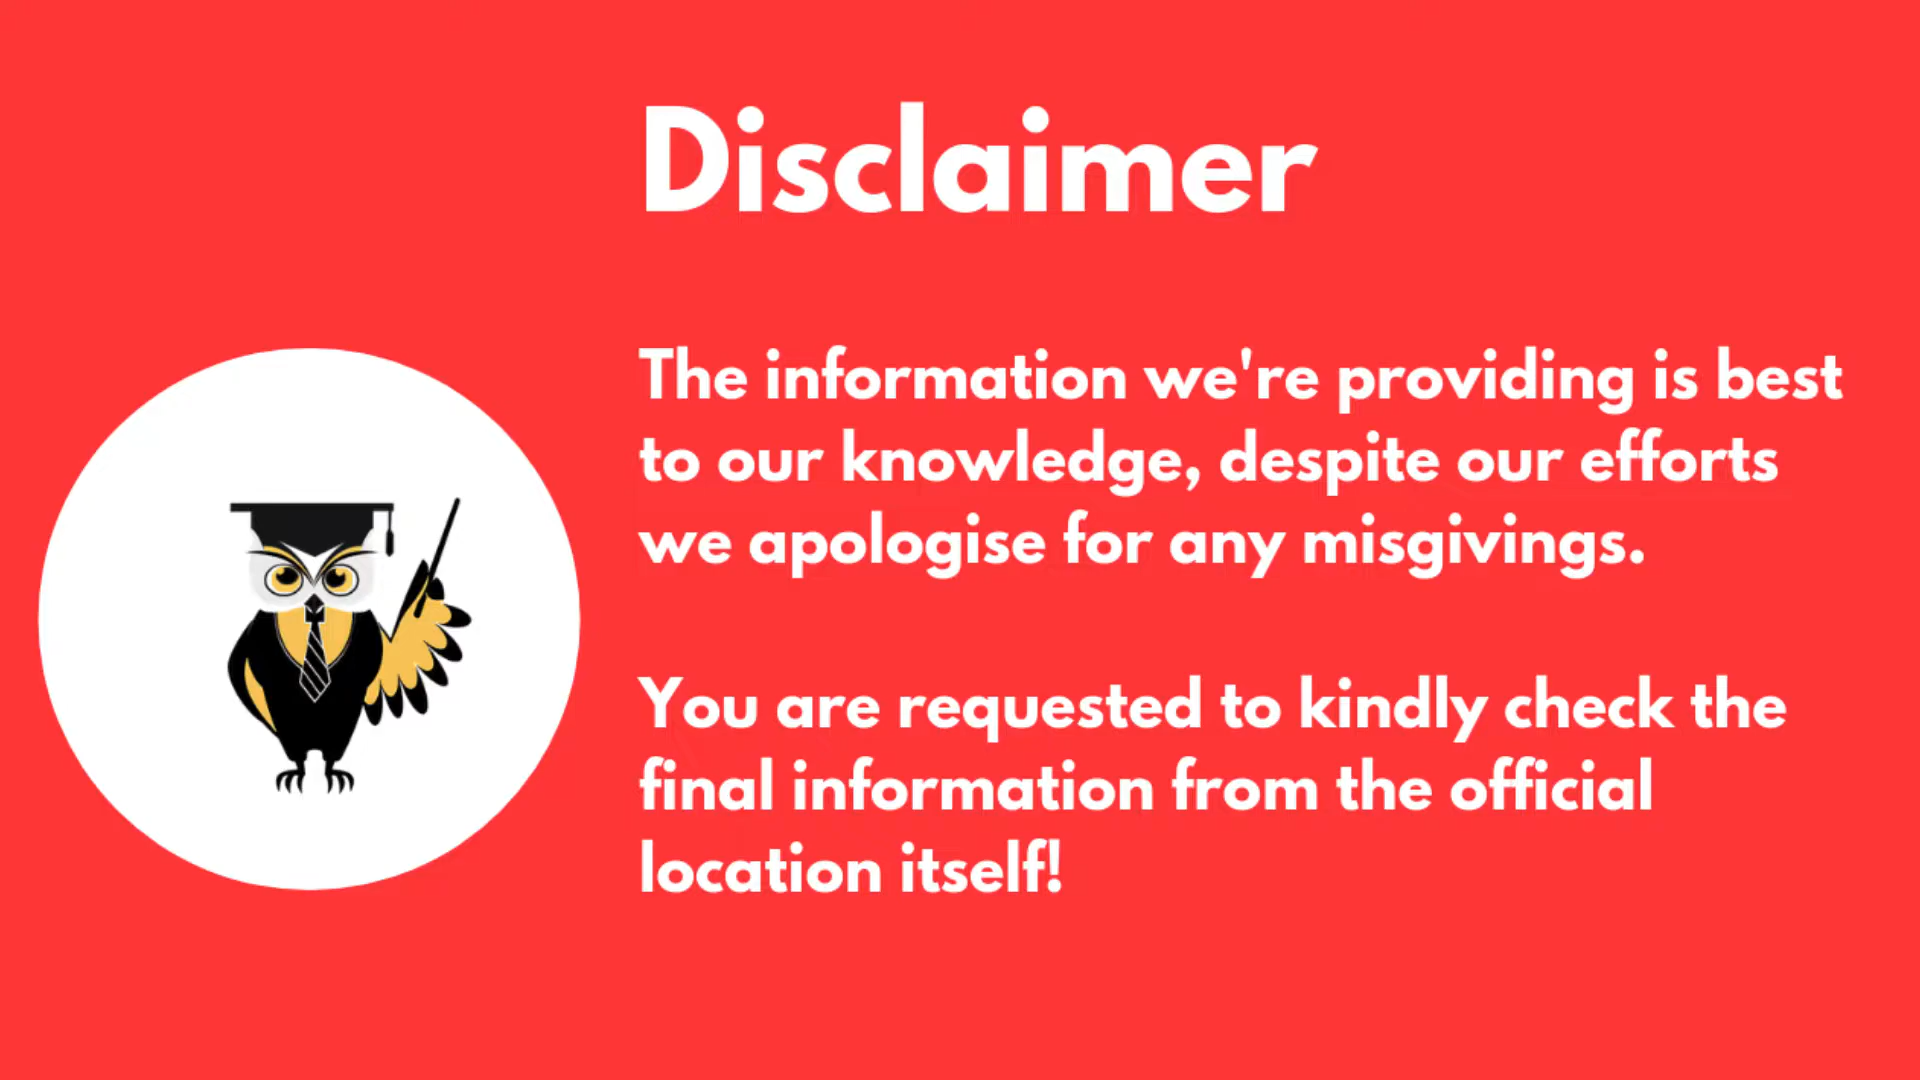 Disclaimer
The information we're providing is best
to our knowledge, despite our efforts
we apologise for any misgivings.
You are requested to kindly check the
final information from the official
location itself!